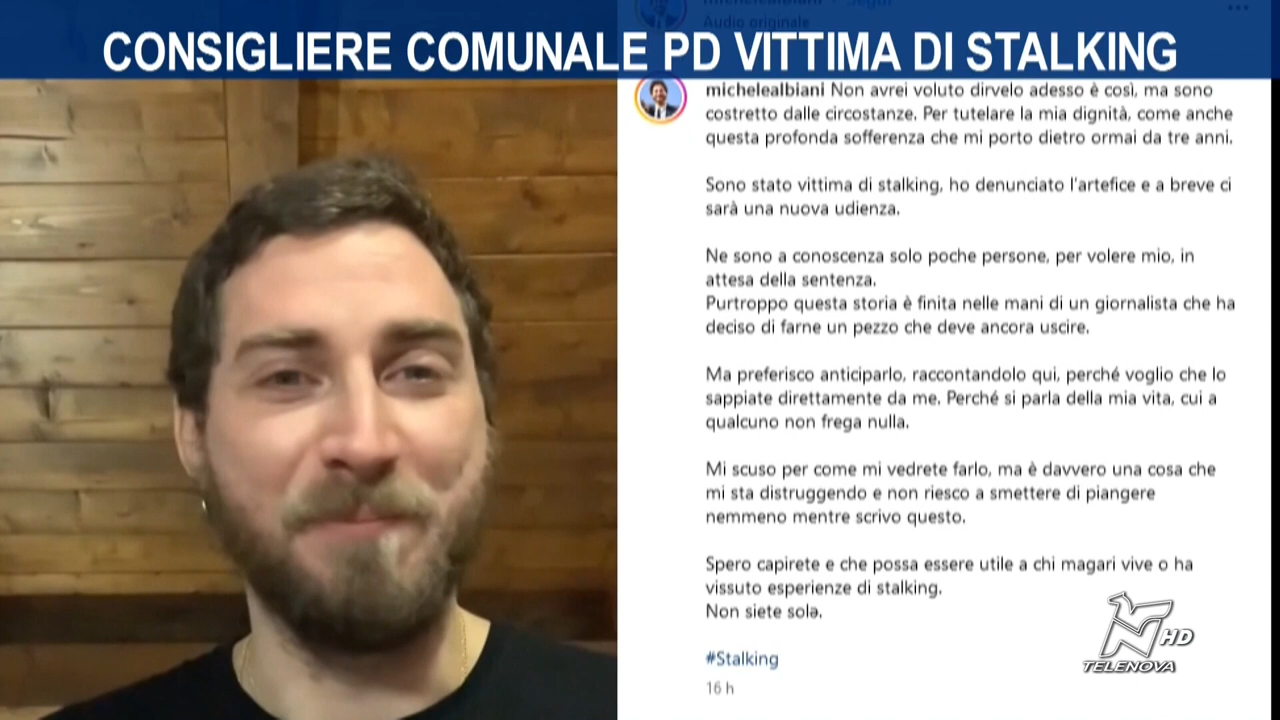 michelealbiani · Segui
Audio originale
CONSIGLIERE COMUNALE PD VITTIMA DI STALKING
michelealbiani Non avrei voluto dirvelo adesso è così, ma sono
costretto dalle circostanze. Per tutelare la mia dignità, come anche
questa profonda sofferenza che mi porto dietro ormai da tre anni.
Sono stato vittima di stalking, ho denunciato l'artefice e a breve ci
sarà una nuova udienza.
Ne sono a conoscenza solo poche persone, per volere mio, in
attesa della sentenza.
Purtroppo questa storia è finita nelle mani di un giornalista che ha
deciso di farne un pezzo che deve ancora uscire.
Ma preferisco anticiparlo, raccontandolo qui, perché voglio che lo
sappiate direttamente da me. Perché si parla della mia vita, cui a
qualcuno non frega nulla.
Mi scuso per come mi vedrete farlo, ma è davvero una cosa che
mi sta distruggendo e non riesco a smettere di piangere
nemmeno mentre scrivo questo.
Spero capirete e che possa essere utile a chi magari vive o ha
vissuto esperienze di stalking.
Non siete solə.
#Stalking
16 h
HD
TELENOVA